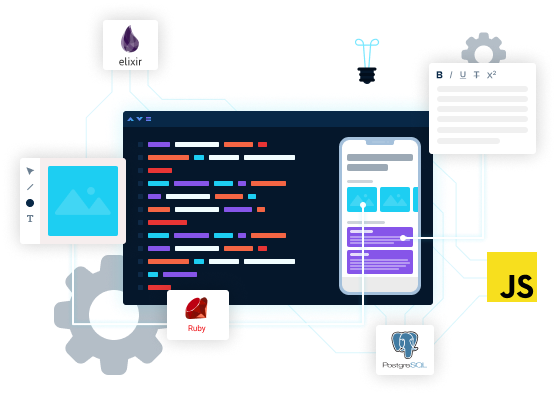 elixir
B I U T X²
T
Ruby
PostgreSQL
JS